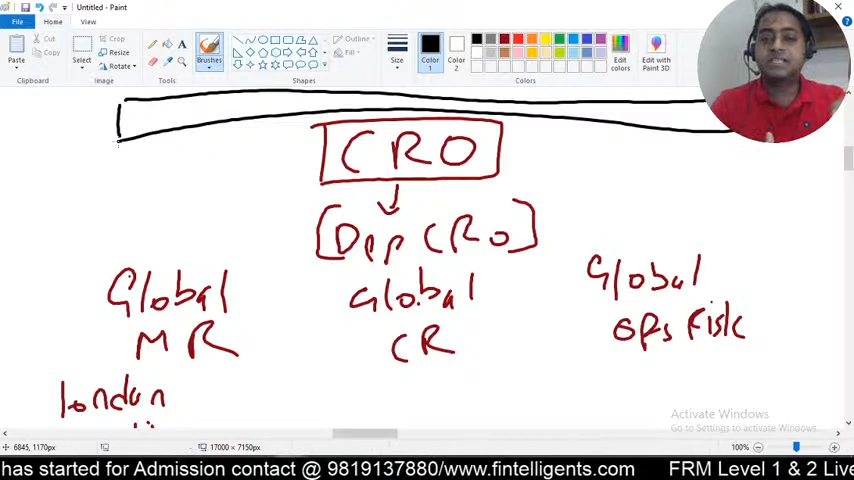 Untitled - Paint
File
Home
View
Paste
Cut
Copy
Clipboard
Select
Crop
Resize
Rotate
Image
Tools
Brushes
Shapes
Outline
Fill
Size
Color 1
Color 2
Colors
Edit colors
Edit with Paint 3D
CRO
[Dep CRO]
Global
MR
Global
CR
Global
OPs Risk
london
Activate Windows
Go to Settings to activate Windows.
6845, 1170px
17000 × 7150px
100%
has started for Admission contact @ 9819137880/www.fintelligents.com
FRM Level 1 & 2 Live